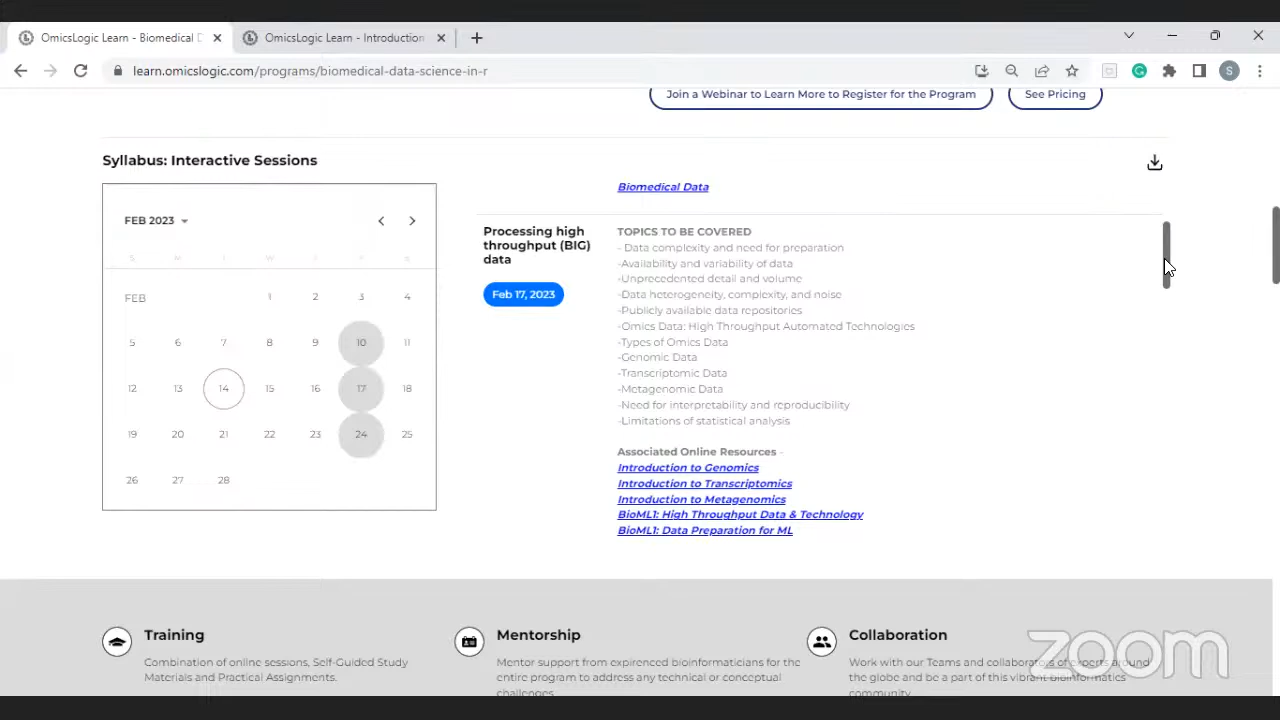 OmicsLogic Learn - Biomedical D
OmicsLogic Learn - Introduction
learn.omicslogic.com/programs/biomedical-data-science-in-r
S
Join a Webinar to Learn More to Register for the Program
See Pricing
Syllabus: Interactive Sessions
FEB 2023
S M T W T F S
FEB 1 2 3 4
5 6 7 8 9 10 11
12 13 14 15 16 17 18
19 20 21 22 23 24 25
26 27 28
Biomedical Data
Processing high
throughput (BIG)
data
Feb 17, 2023
TOPICS TO BE COVERED
- Data complexity and need for preparation
-Availability and variability of data
-Unprecedented detail and volume
-Data heterogeneity, complexity, and noise
-Publicly available data repositories
-Omics Data: High Throughput Automated Technologies
-Types of Omics Data
-Genomic Data
-Transcriptomic Data
-Metagenomic Data
-Need for interpretability and reproducibility
-Limitations of statistical analysis
Associated Online Resources -
Introduction to Genomics
Introduction to Transcriptomics
Introduction to Metagenomics
BioML1: High Throughput Data & Technology
BioML1: Data Preparation for ML
Training
Combination of online sessions, Self-Guided Study
Materials and Practical Assignments.
Mentorship
Mentor support from expirenced bioinformaticians for the
entire program to address any technical or conceptual
challenges
Collaboration
Work with our Teams and collaborators of experts around
the globe and be a part of this vibrant bioinformatics
community
zoom